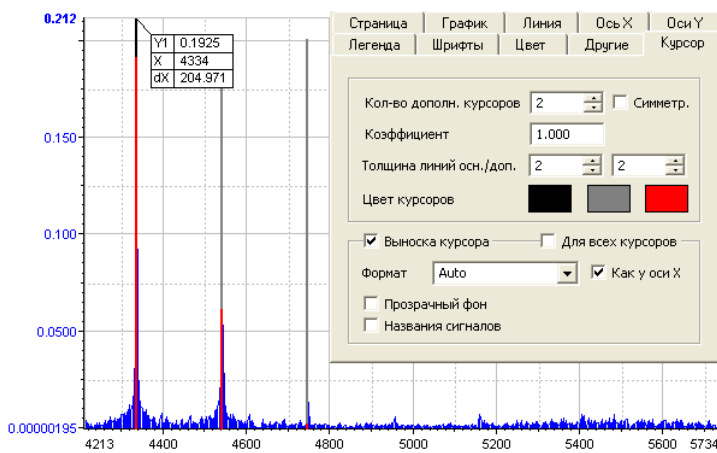 0.212
0.150
0.100
0.0500
0.00000195
4213
4400
4600
4800
5000
5200
5400
5600
5734
Y1 0.1925
X 4334
dX 204.971
Страница График Линия Ось X Оси Y
Легенда Шрифты Цвет Другие Курсор
Кол-во дополн. курсоров 2 Симметр.
Коэффициент 1.000
Толщина линий осн./доп. 2 2
Цвет курсоров
Выноска курсора Для всех курсоров
Формат Auto Как у оси X
Прозрачный фон
Названия сигналов